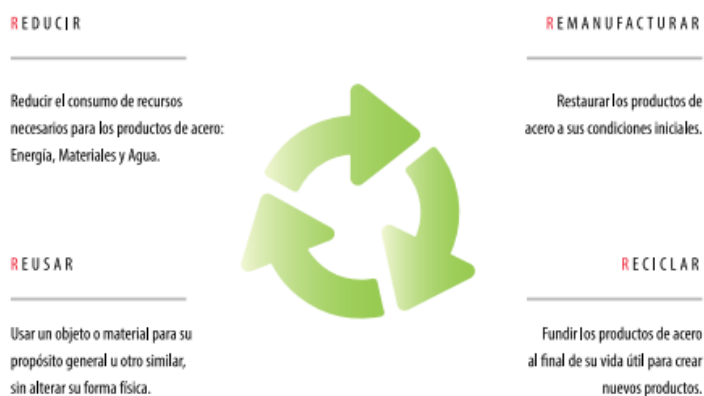 REDUCIR
Reducir el consumo de recursos
necesarios para los productos de acero:
Energía, Materiales y Agua.
REMANUFACTURAR
Restaurar los productos de
acero a sus condiciones iniciales.
REUSAR
Usar un objeto o material para su
propósito general u otro similar,
sin alterar su forma física.
RECICLAR
Fundir los productos de acero
al final de su vida útil para crear
nuevos productos.